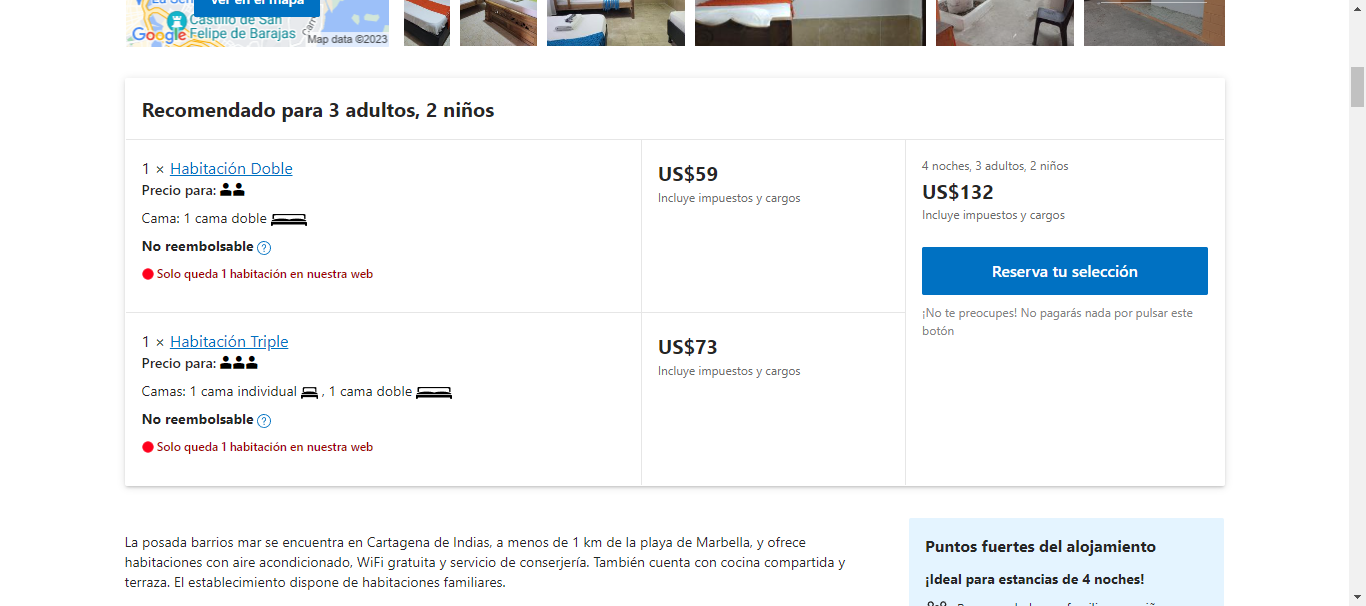 Ver en el mapa
Castillo de San
Felipe de Barajas
Google
Map data ©2023
Recomendado para 3 adultos, 2 niños
1 × Habitación Doble
Precio para:
Cama: 1 cama doble
No reembolsable
Solo queda 1 habitación en nuestra web
US$59
Incluye impuestos y cargos
4 noches, 3 adultos, 2 niños
US$132
Incluye impuestos y cargos
Reserva tu selección
¡No te preocupes! No pagarás nada por pulsar este
botón
1 × Habitación Triple
Precio para:
Camas: 1 cama individual , 1 cama doble
No reembolsable
Solo queda 1 habitación en nuestra web
US$73
Incluye impuestos y cargos
La posada barrios mar se encuentra en Cartagena de Indias, a menos de 1 km de la playa de Marbella, y ofrece
habitaciones con aire acondicionado, WiFi gratuita y servicio de conserjería. También cuenta con cocina compartida y
terraza. El establecimiento dispone de habitaciones familiares.
Puntos fuertes del alojamiento
¡Ideal para estancias de 4 noches!